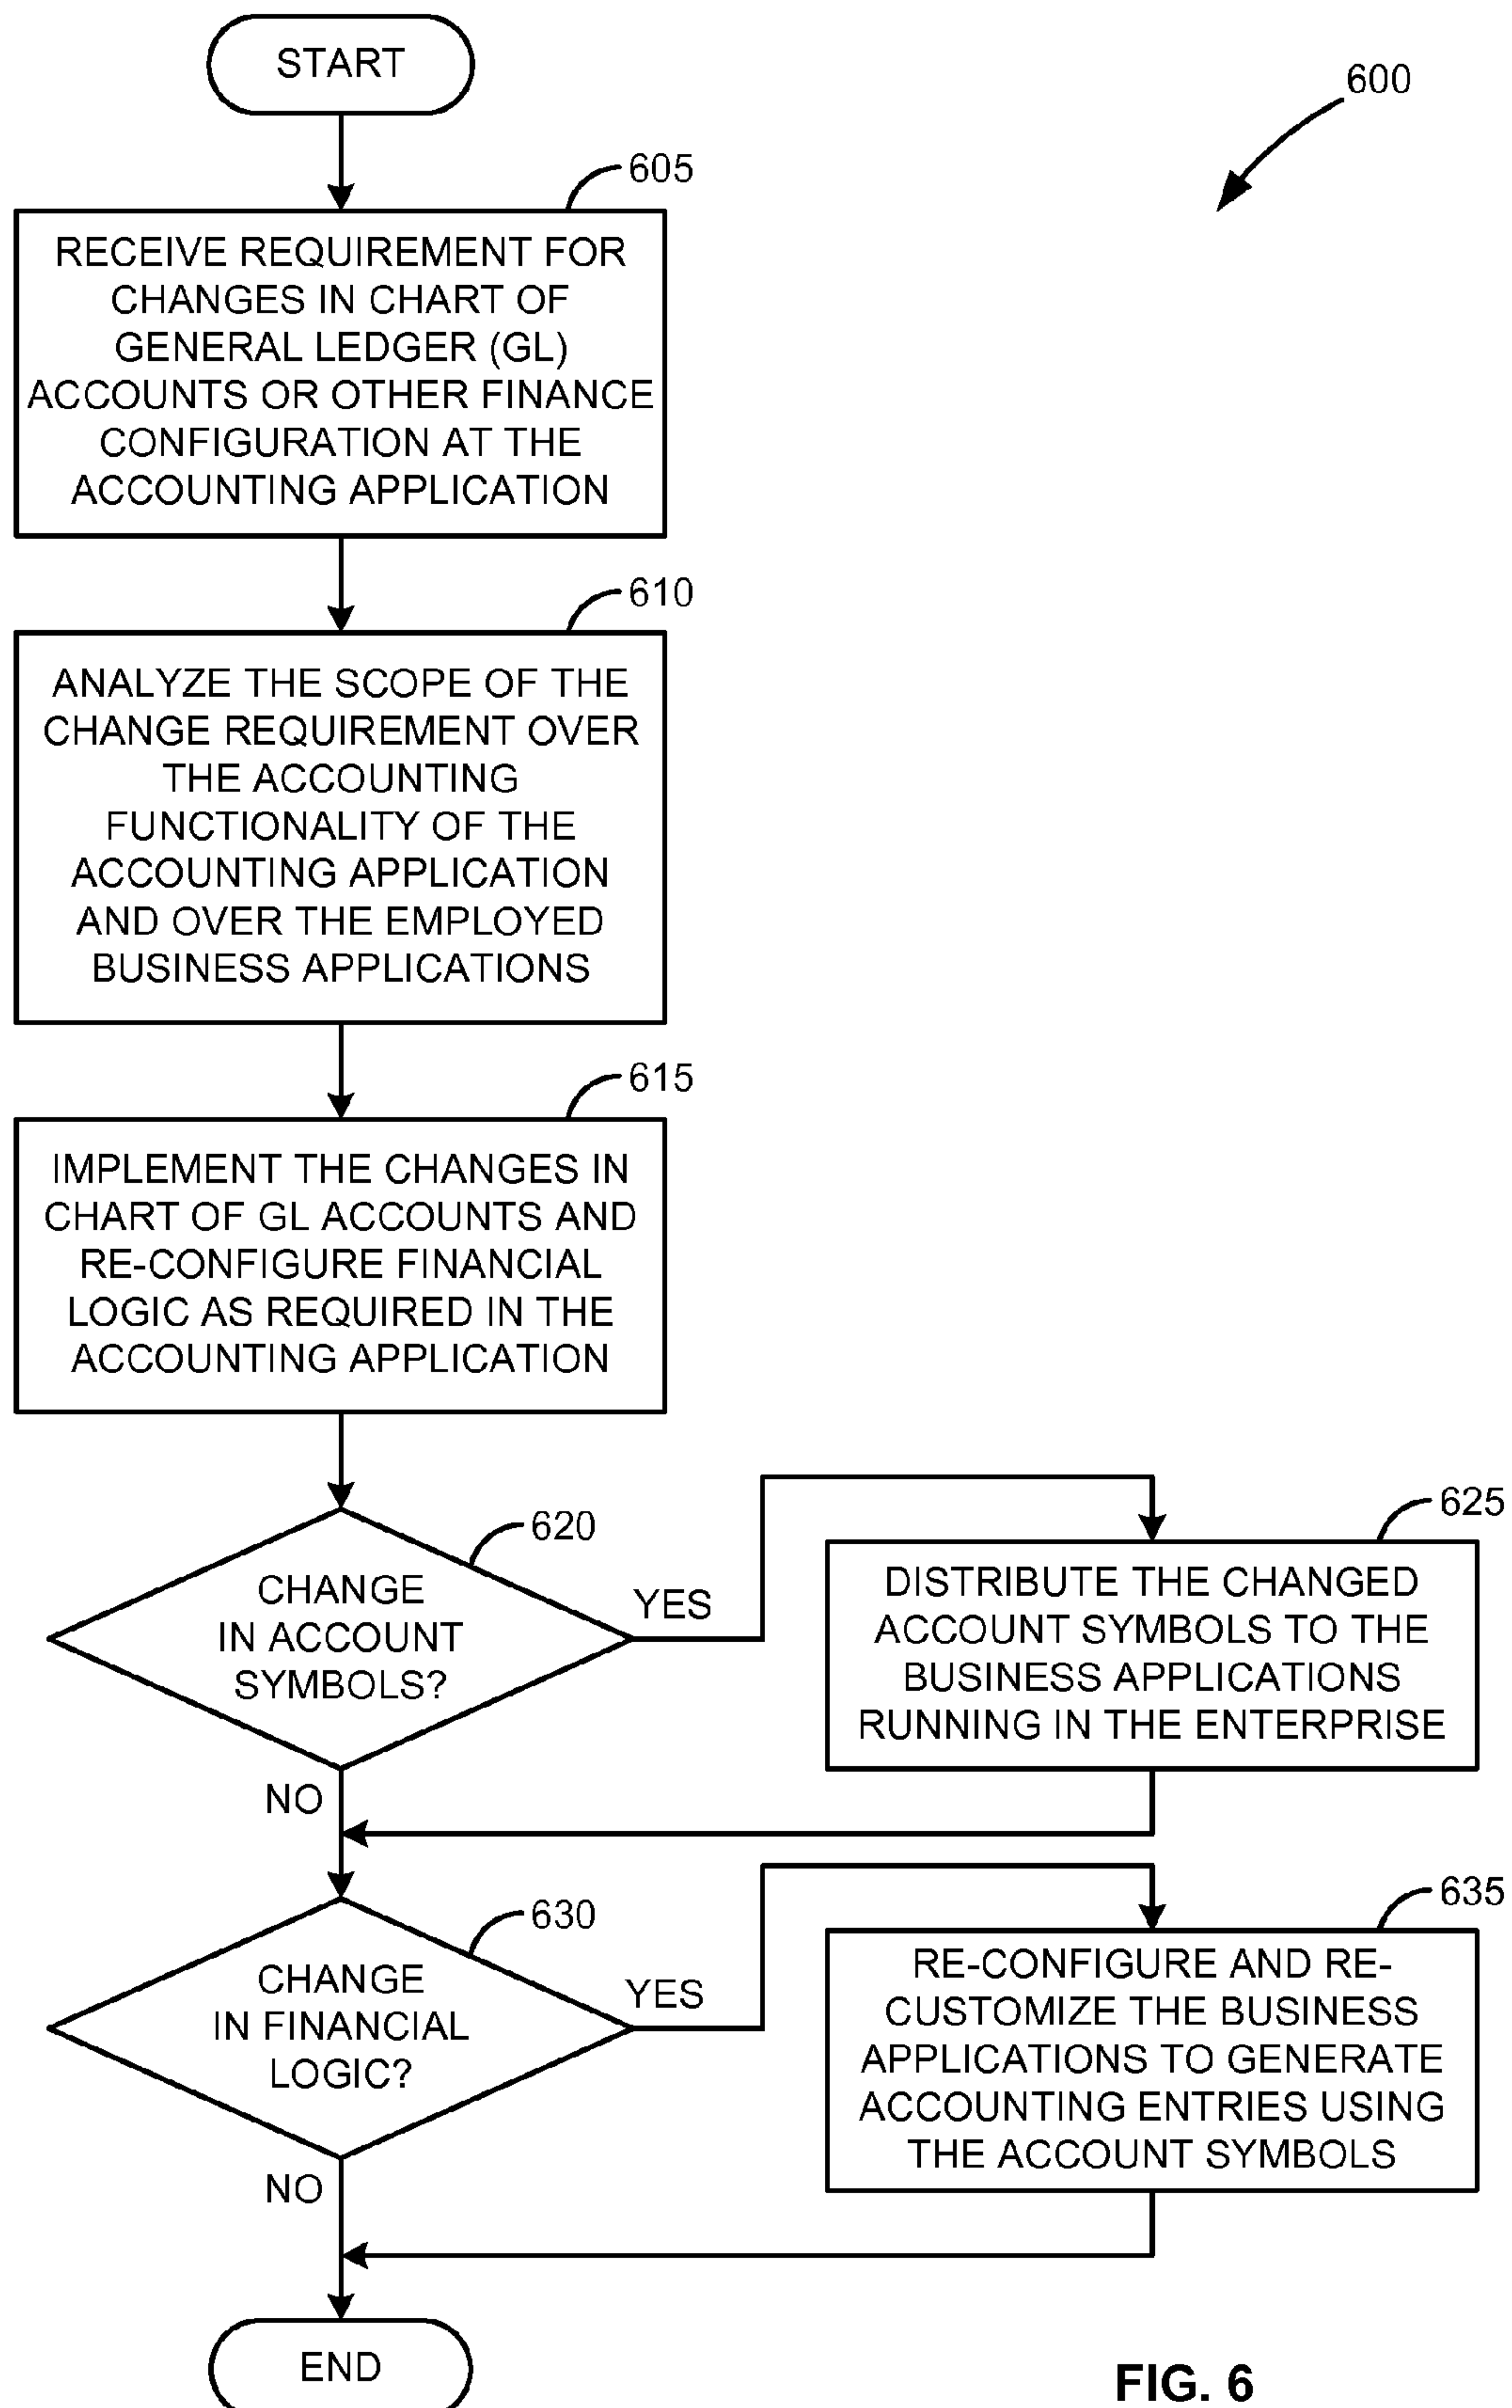 START
600
605
RECEIVE REQUIREMENT FOR
CHANGES IN CHART OF
GENERAL LEDGER (GL)
ACCOUNTS OR OTHER FINANCE
CONFIGURATION AT THE
ACCOUNTING APPLICATION
610
ANALYZE THE SCOPE OF THE
CHANGE REQUIREMENT OVER
THE ACCOUNTING
FUNCTIONALITY OF THE
ACCOUNTING APPLICATION
AND OVER THE EMPLOYED
BUSINESS APPLICATIONS
615
IMPLEMENT THE CHANGES IN
CHART OF GL ACCOUNTS AND
RE-CONFIGURE FINANCIAL
LOGIC AS REQUIRED IN THE
ACCOUNTING APPLICATION
620
CHANGE
IN ACCOUNT
SYMBOLS?
YES
625
DISTRIBUTE THE CHANGED
ACCOUNT SYMBOLS TO THE
BUSINESS APPLICATIONS
RUNNING IN THE ENTERPRISE
NO
630
CHANGE
IN FINANCIAL
LOGIC?
YES
635
RE-CONFIGURE AND RE-
CUSTOMIZE THE BUSINESS
APPLICATIONS TO GENERATE
ACCOUNTING ENTRIES USING
THE ACCOUNT SYMBOLS
NO
END
FIG. 6